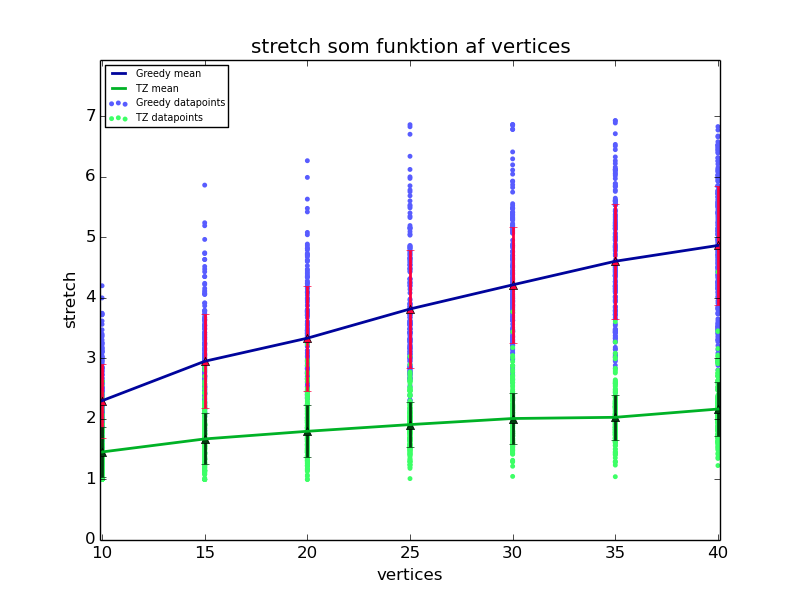 stretch som funktion af vertices
Greedy mean
TZ mean
Greedy datapoints
TZ datapoints
7
6
5
4
3
2
1
0
stretch
10 15 20 25 30 35 40
vertices